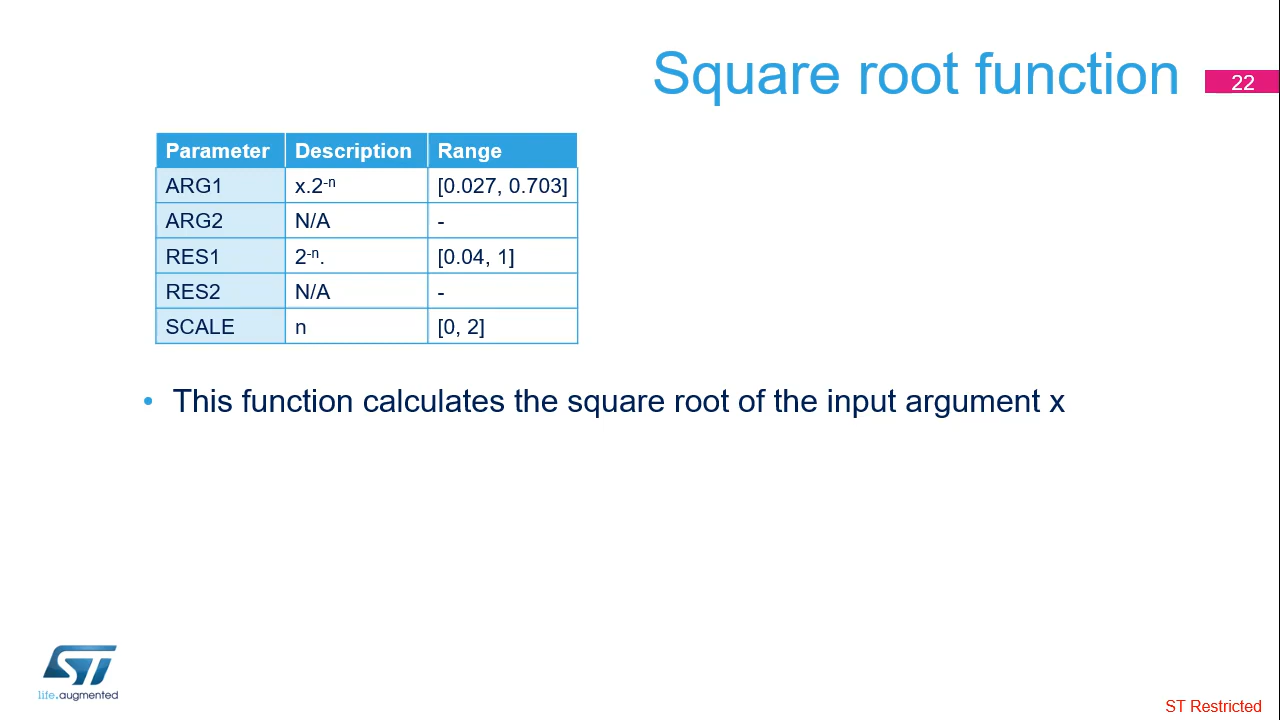 Square root function
22
Parameter Description Range
ARG1 x.2⁻ⁿ [0.027, 0.703]
ARG2 N/A -
RES1 2⁻ⁿ. [0.04, 1]
RES2 N/A -
SCALE n [0, 2]
• This function calculates the square root of the input argument x
ST
life.augmented
ST Restricted